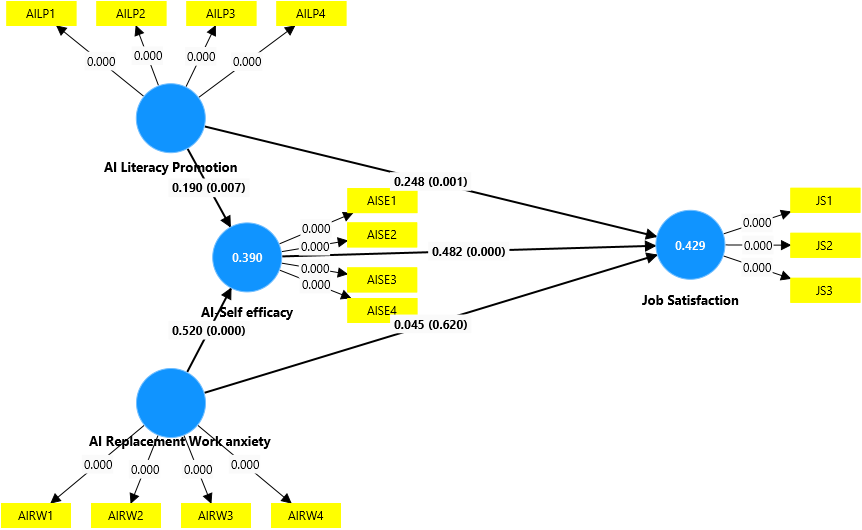 AILP1 AILP2 AILP3 AILP4
0.000 0.000 0.000 0.000
AI Literacy Promotion
0.190 (0.007)
0.248 (0.001)
AISE1
0.000
AISE2
0.000
0.390
0.482 (0.000)
0.000
AISE3
0.000
AISE4
AI-Self efficacy
0.429
Job Satisfaction
0.000
JS1
0.000
JS2
0.000
JS3
0.520 (0.000)
0.045 (0.620)
AI Replacement Work anxiety
0.000 0.000 0.000 0.000
AIRW1 AIRW2 AIRW3 AIRW4